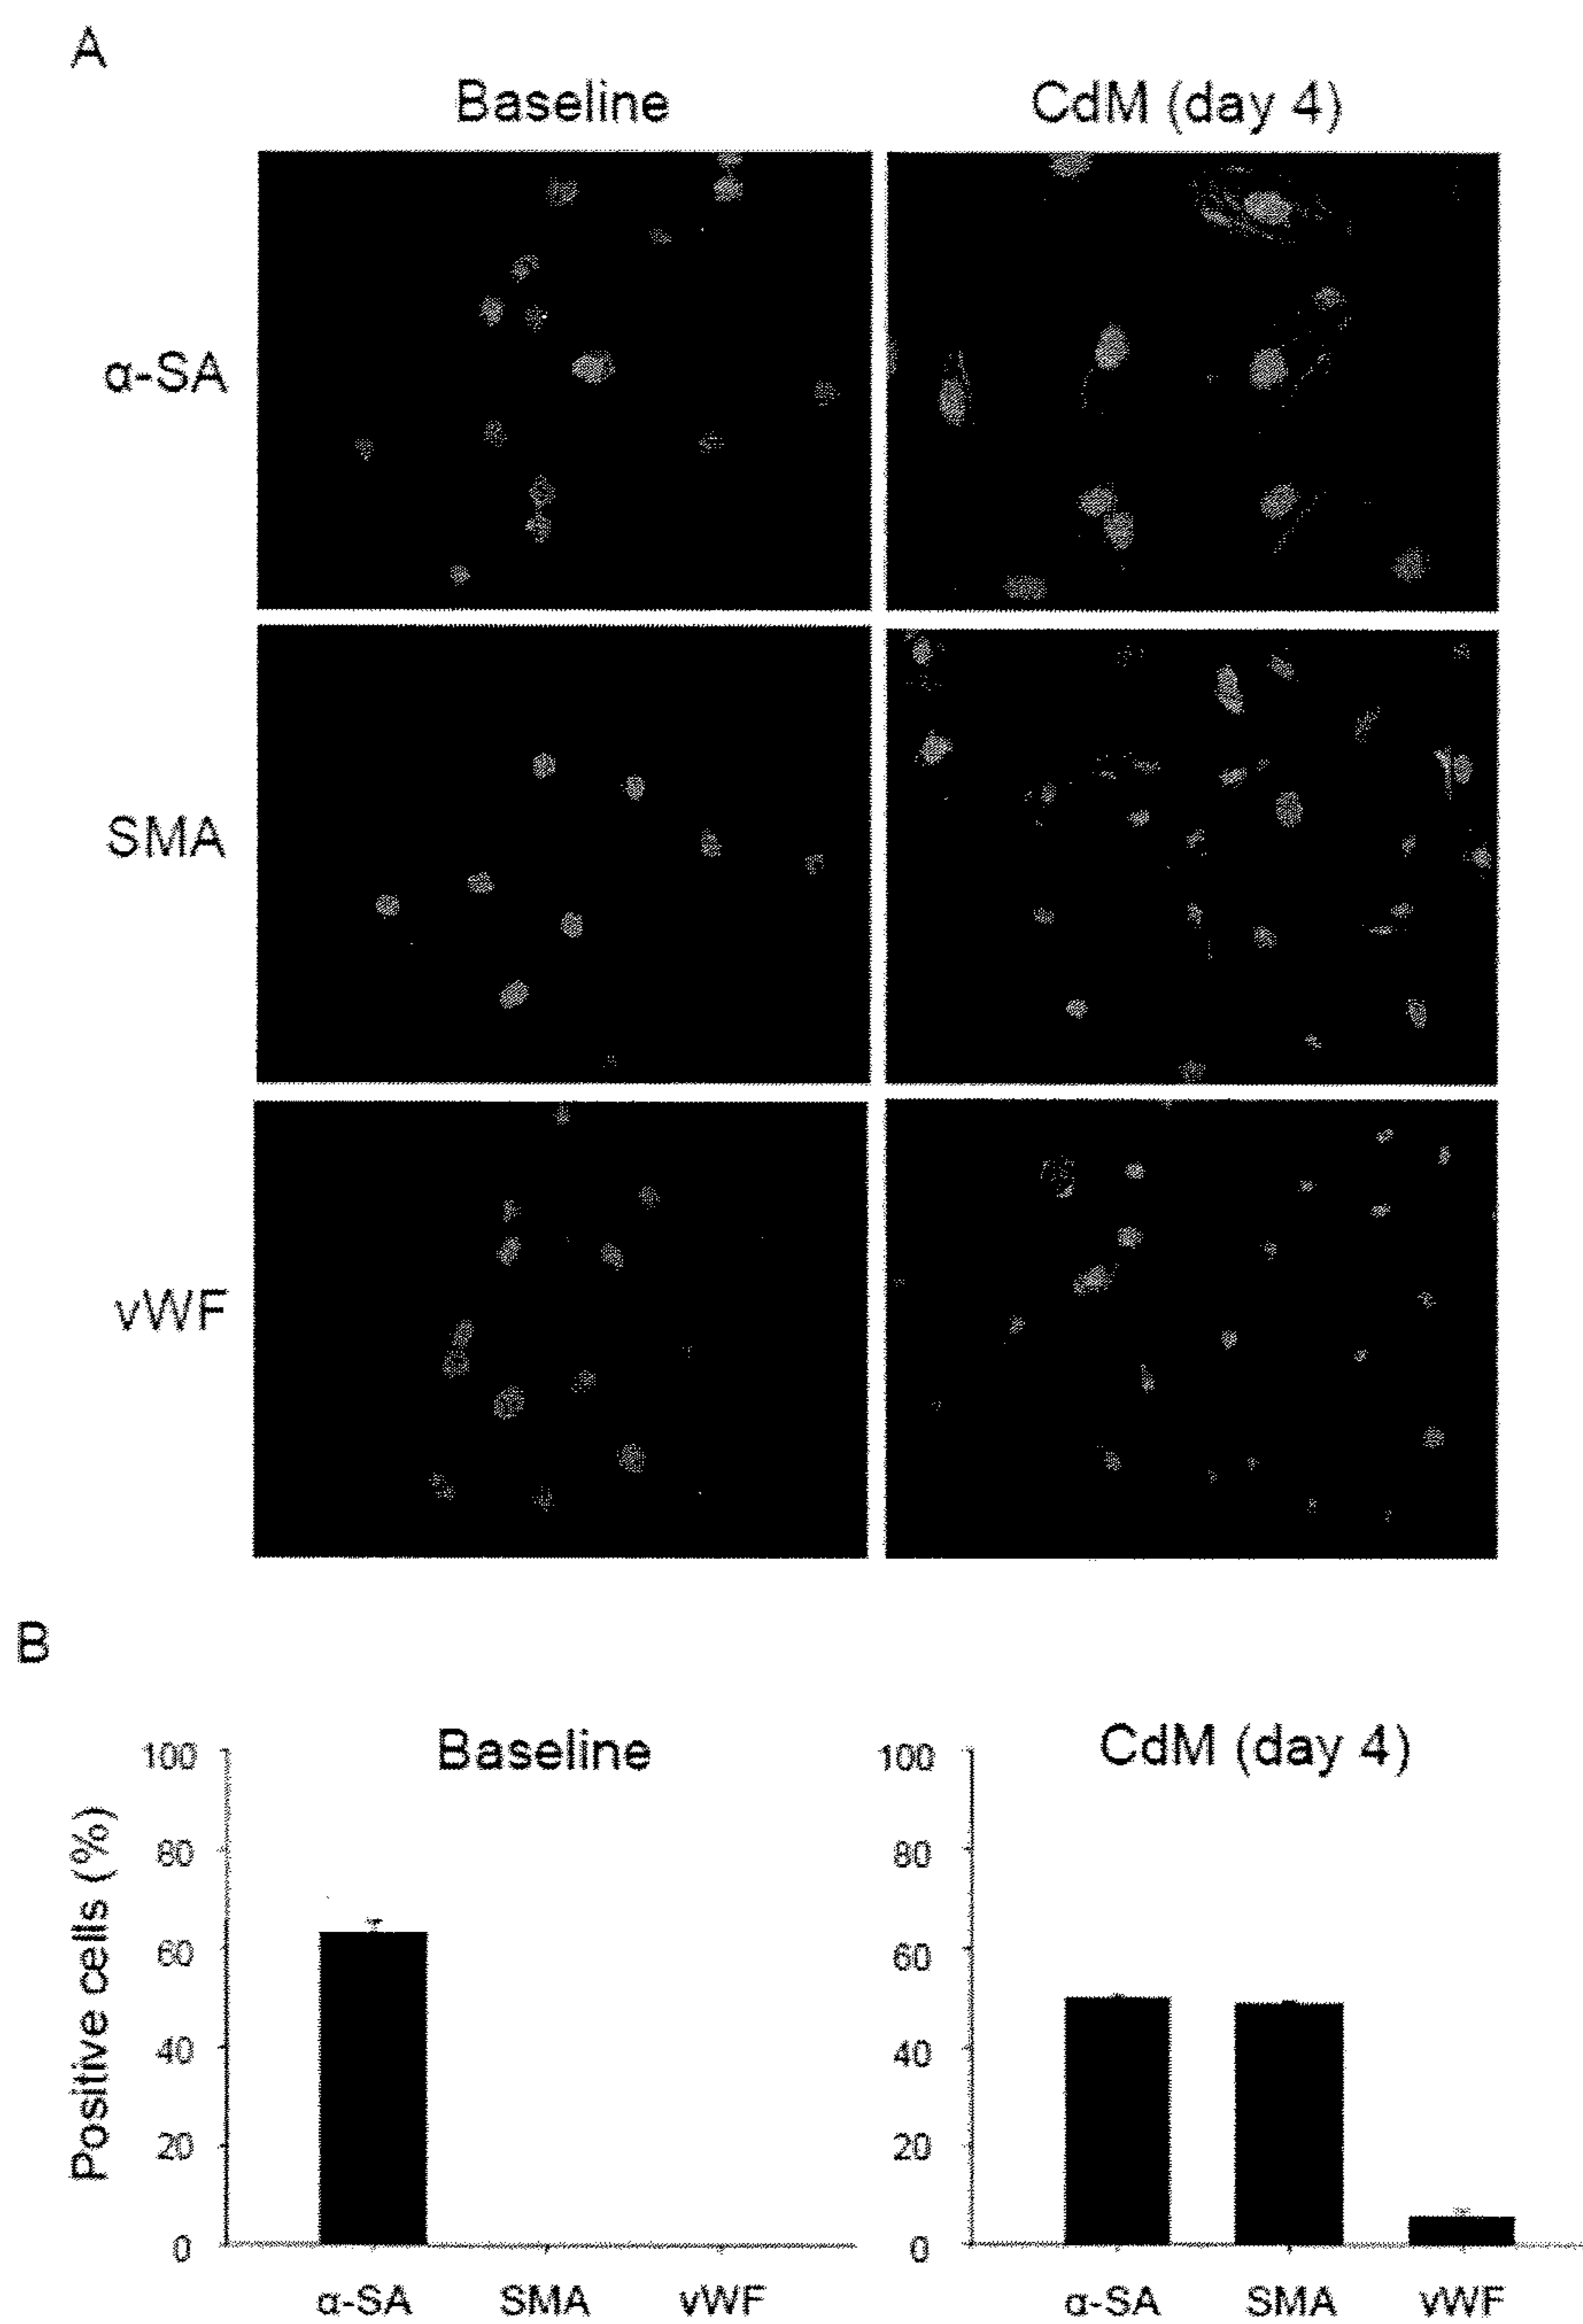 A
Baseline CdM (day 4)
α-SA
SMA
vWF
B
Baseline CdM (day 4)
Positive cells (%)
100
80
60
40
20
0
α-SA SMA vWF
100
80
60
40
20
0
α-SA SMA vWF